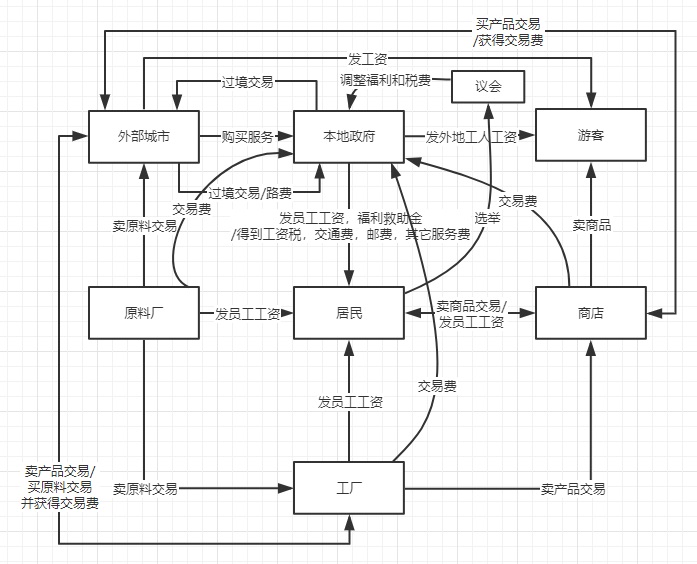 买产品交易
/获得交易费
发工资
过境交易
调整福利和税费
议会
外部城市
购买服务
本地政府
发外地工人工资
游客
过境交易/路费
交易费
交易费
卖原料交易
发员工工资，福利救助金
/得到工资税，交通费，邮费，其它服务费
选举
卖商品
原料厂
发员工工资
居民
卖商品交易/
发员工工资
商店
交易费
发员工工资
卖产品交易/
买原料交易
并获得交易费
卖原料交易
工厂
卖产品交易